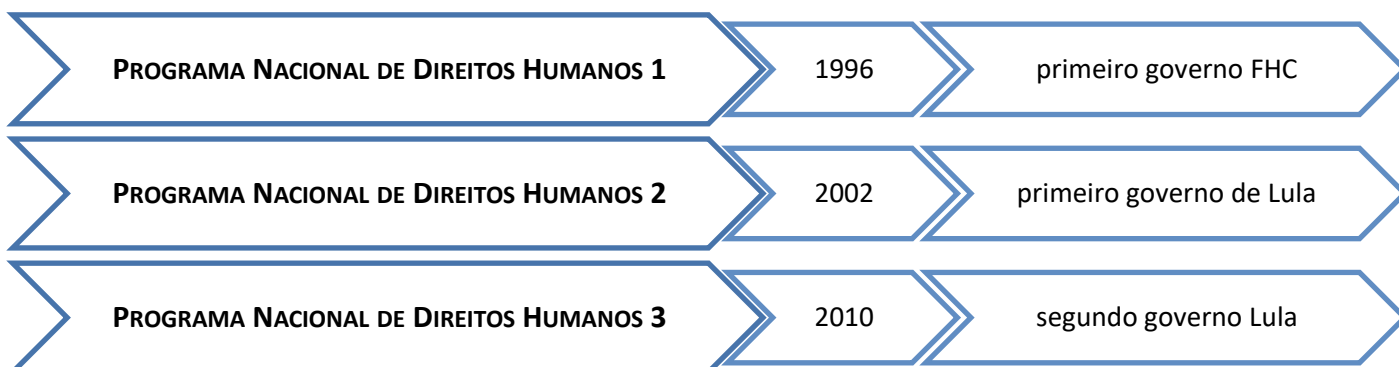 PROGRAMA NACIONAL DE DIREITOS HUMANOS 1 1996 primeiro governo FHC
PROGRAMA NACIONAL DE DIREITOS HUMANOS 2 2002 primeiro governo de Lula
PROGRAMA NACIONAL DE DIREITOS HUMANOS 3 2010 segundo governo Lula